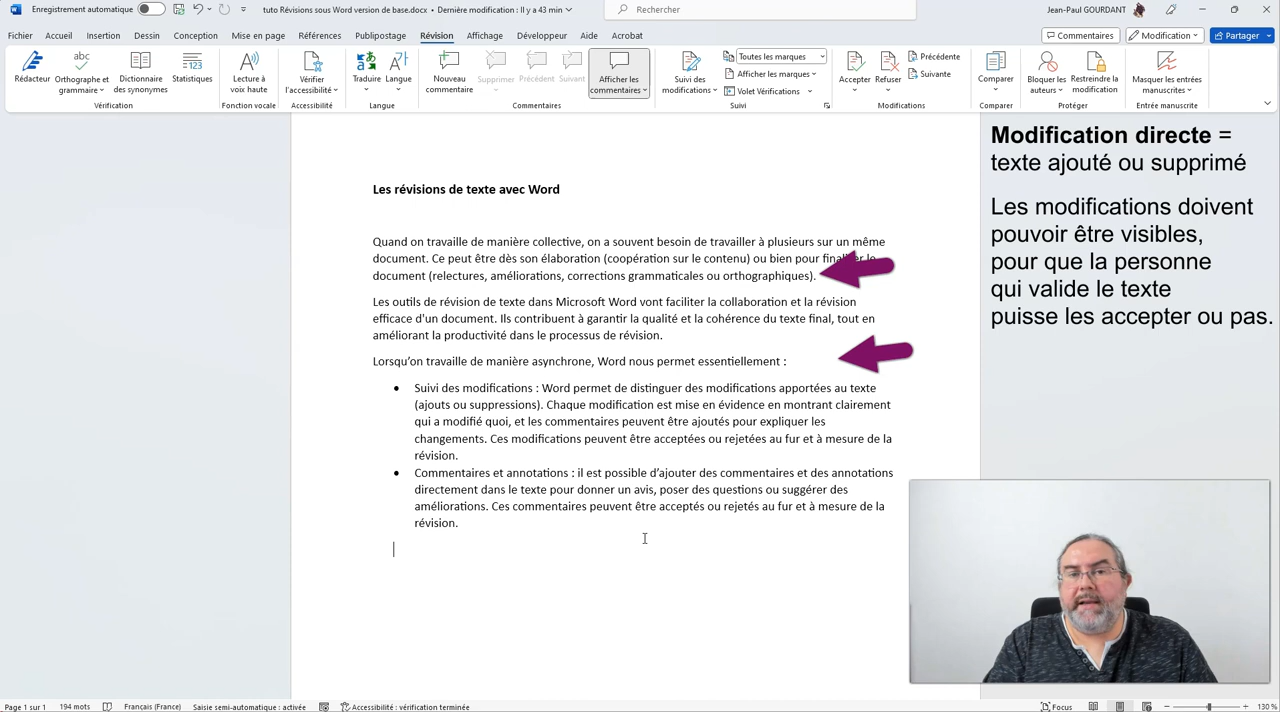 Enregistrement automatique
tuto Révisions sous Word version de base.docx • Dernière modification : Il y a 43 min
Rechercher
Jean-Paul GOURDANT
Fichier Accueil Insertion Dessin Conception Mise en page Références Publipostage Révision Affichage Développeur Aide Acrobat
Commentaires Modification Partager
Rédacteur
Orthographe et grammaire
Dictionnaire des synonymes
Statistiques
Lecture à voix haute
Vérifier l'accessibilité
Traduire
Langue
Nouveau commentaire
Supprimer
Précédent
Suivant
Afficher les commentaires
Suivi des modifications
Toutes les marques
Afficher les marques
Volet Vérifications
Accepter
Refuser
Précédente
Suivante
Comparer
Bloquer les auteurs
Restreindre la modification
Masquer les entrées manuscrites
Vérification Fonction vocale Accessibilité Langue Commentaires Suivi Modifications Comparer Protéger Entrée manuscrite
Modification directe =
texte ajouté ou supprimé
Les modifications doivent
pouvoir être visibles,
pour que la personne
qui valide le texte
puisse les accepter ou pas.
Les révisions de texte avec Word
Quand on travaille de manière collective, on a souvent besoin de travailler à plusieurs sur un même
document. Ce peut être dès son élaboration (coopération sur le contenu) ou bien pour finaliser le
document (relectures, améliorations, corrections grammaticales ou orthographiques).
Les outils de révision de texte dans Microsoft Word vont faciliter la collaboration et la révision
efficace d'un document. Ils contribuent à garantir la qualité et la cohérence du texte final, tout en
améliorant la productivité dans le processus de révision.
Lorsqu'on travaille de manière asynchrone, Word nous permet essentiellement :
• Suivi des modifications : Word permet de distinguer des modifications apportées au texte
(ajouts ou suppressions). Chaque modification est mise en évidence en montrant clairement
qui a modifié quoi, et les commentaires peuvent être ajoutés pour expliquer les
changements. Ces modifications peuvent être acceptées ou rejetées au fur et à mesure de la
révision.
• Commentaires et annotations : il est possible d'ajouter des commentaires et des annotations
directement dans le texte pour donner un avis, poser des questions ou suggérer des
améliorations. Ces commentaires peuvent être acceptés ou rejetés au fur et à mesure de la
révision.
Page 1 sur 1 194 mots Français (France) Saisie semi-automatique : activée Accessibilité : vérification terminée Focus 130 %